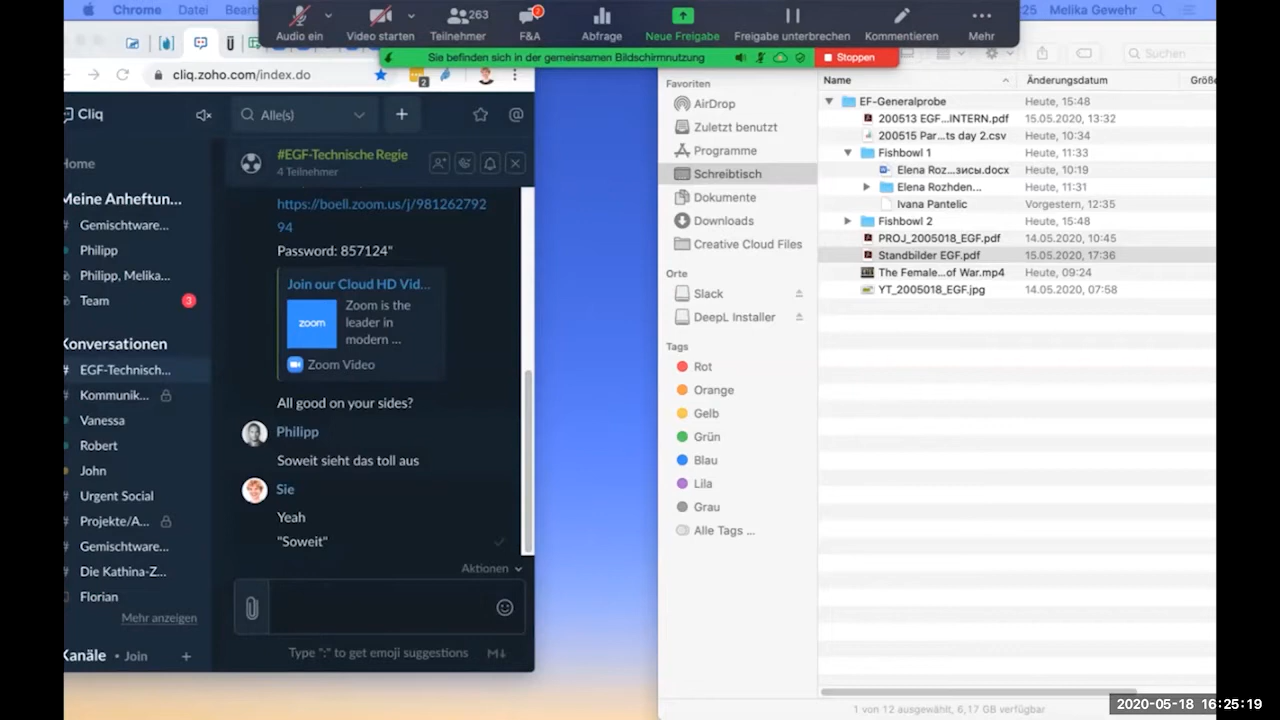 Chrome Datei Bearb
25 Melika Gewehr
Audio ein
Video starten
263
Teilnehmer
2
F&A
Abfrage
Neue Freigabe
Freigabe unterbrechen
Kommentieren
Mehr
Sie befinden sich in der gemeinsamen Bildschirmnutzung
Stoppen
cliq.zoho.com/index.do
2
Cliq
Alle(s)
Home
Meine Anheftun...
Gemischtware...
Philipp
Philipp, Melika...
Team
3
Konversationen
EGF-Technisch...
Kommunik...
Vanessa
Robert
John
Urgent Social
Projekte/A...
Gemischtware...
Die Kathina-Z...
Florian
Mehr anzeigen
Kanäle • Join +
#EGF-Technische Regie
4 Teilnehmer
https://boell.zoom.us/j/981262792
94
Password: 857124"
Join our Cloud HD Vid...
zoom
Zoom is the
leader in
modern ...
Zoom Video
All good on your sides?
Philipp
Soweit sieht das toll aus
Sie
Yeah
"Soweit"
Aktionen
Type ":" to get emoji suggestions M↓
Suchen
Favoriten
AirDrop
Zuletzt benutzt
Programme
Schreibtisch
Dokumente
Downloads
Creative Cloud Files
Orte
Slack
DeepL Installer
Tags
Rot
Orange
Gelb
Grün
Blau
Lila
Grau
Alle Tags ...
Name Änderungsdatum Größe
EF-Generalprobe Heute, 15:48
200513 EGF...INTERN.pdf 15.05.2020, 13:32
200515 Par...ts day 2.csv Heute, 10:34
Fishbowl 1 Heute, 11:33
Elena Roz...зисы.docx Heute, 10:19
Elena Rozhden... Heute, 11:31
Ivana Pantelic Vorgestern, 12:35
Fishbowl 2 Heute, 15:48
PROJ_2005018_EGF.pdf 14.05.2020, 10:45
Standbilder EGF.pdf 15.05.2020, 17:36
The Female...of War.mp4 Heute, 09:24
YT_2005018_EGF.jpg 14.05.2020, 07:58
1 von 12 ausgewählt, 6,17 GB verfügbar
2020-05-18 16:25:19